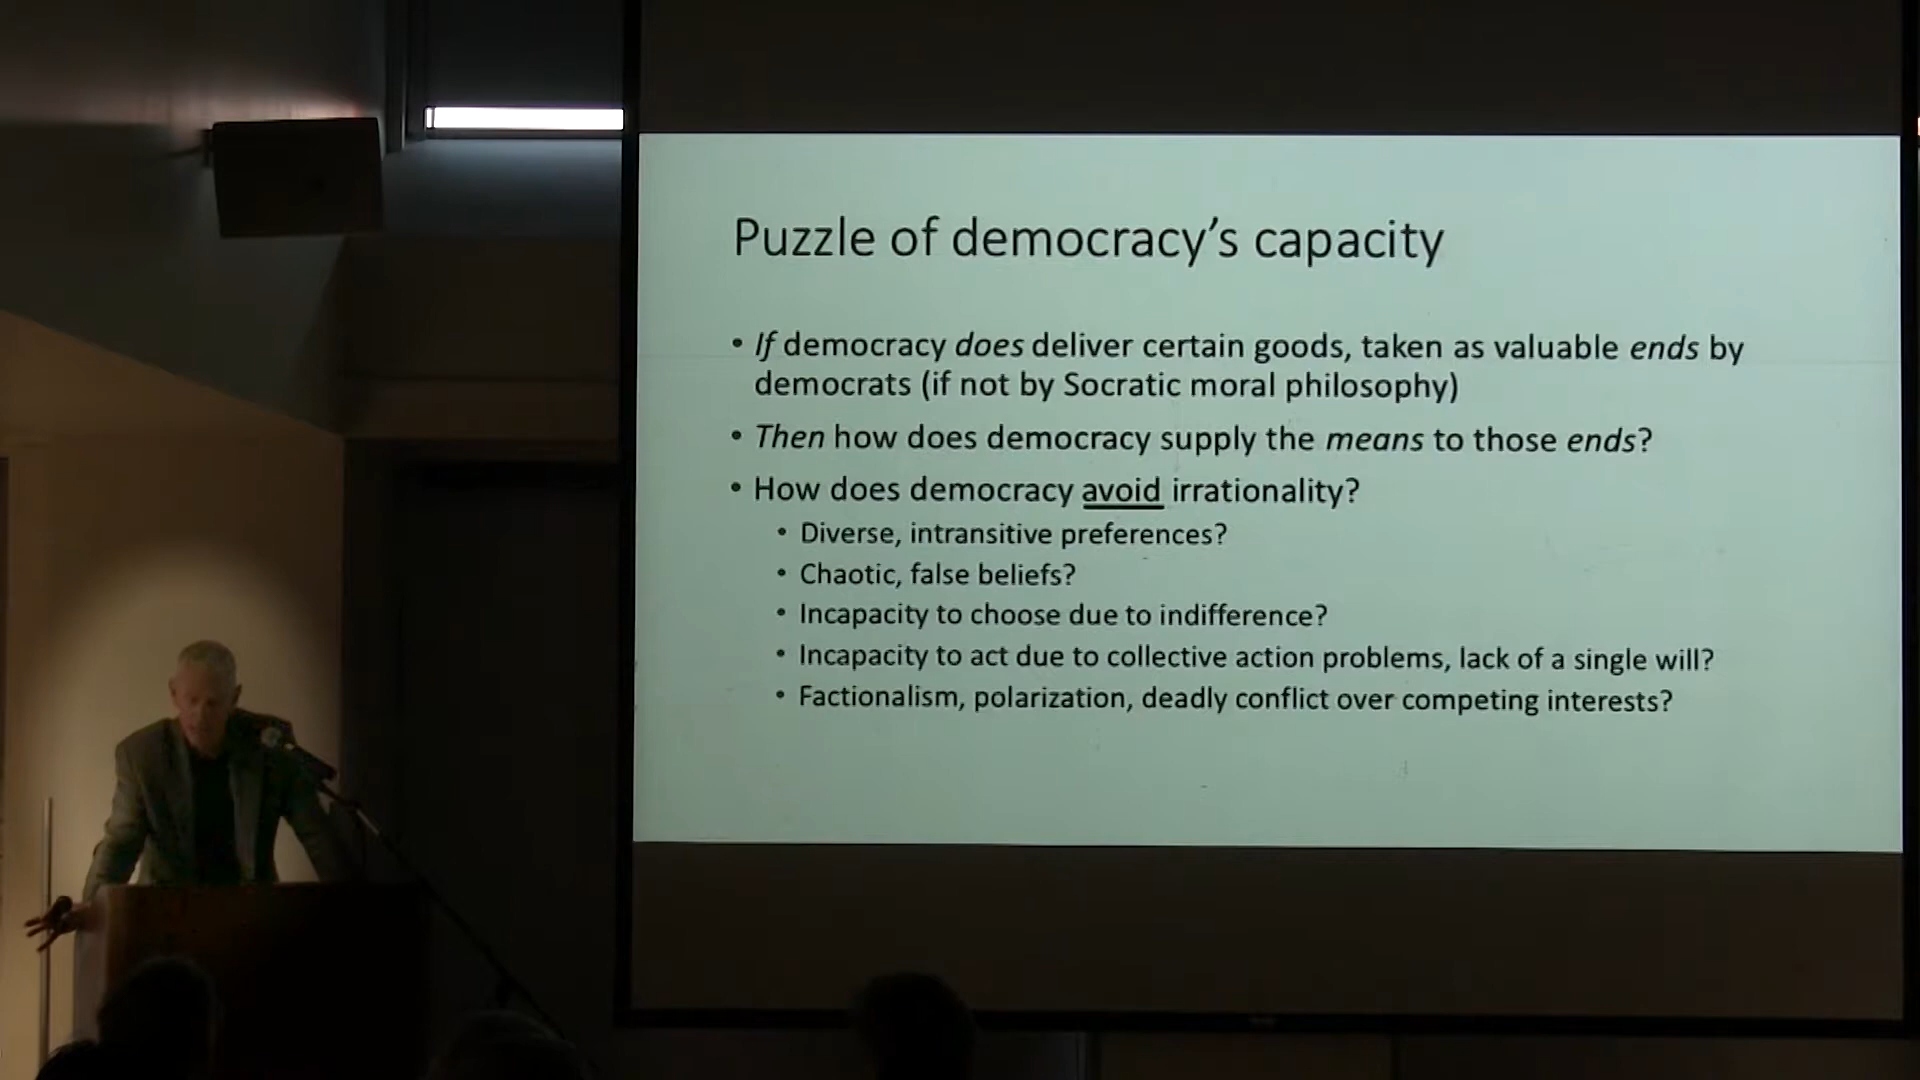 Puzzle of democracy's capacity
• If democracy does deliver certain goods, taken as valuable ends by
democrats (if not by Socratic moral philosophy)
• Then how does democracy supply the means to those ends?
• How does democracy avoid irrationality?
• Diverse, intransitive preferences?
• Chaotic, false beliefs?
• Incapacity to choose due to indifference?
• Incapacity to act due to collective action problems, lack of a single will?
• Factionalism, polarization, deadly conflict over competing interests?